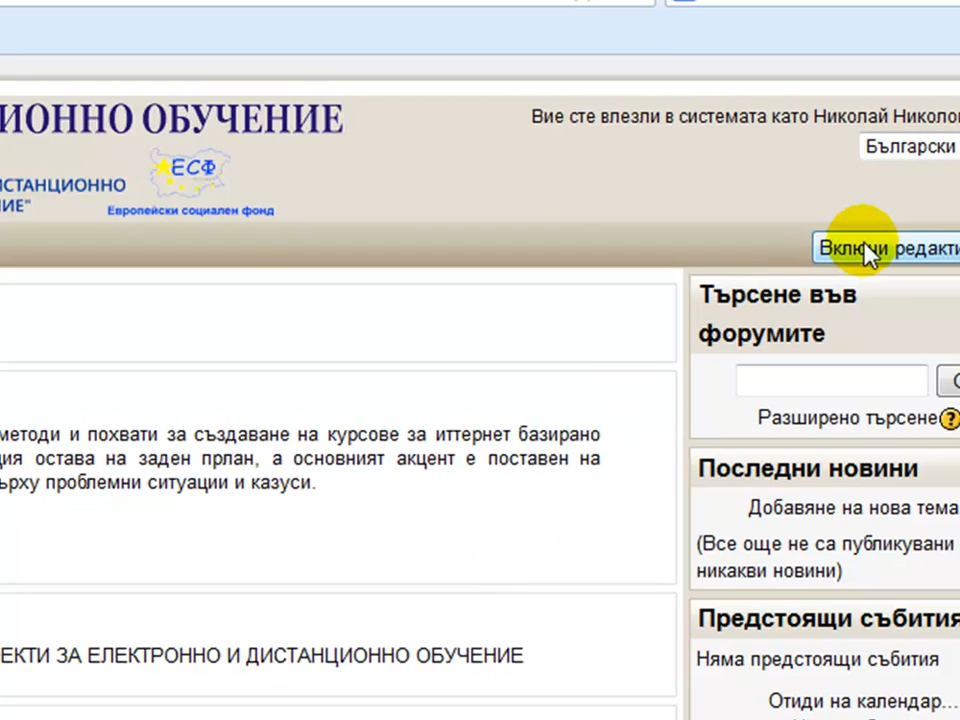 ИОННО ОБУЧЕНИЕ
Вие сте влезли в системата като Николай Николо
Български
ЕСФ
ИСТАНЦИОННО
НИЕ"
Европейски социален фонд
Включи редакти
Търсене във
форумите
Разширено търсене
?
методи и похвати за създаване на курсове за иттернет базирано
ция остава на заден прлан, а основният акцент е поставен на
ърху проблемни ситуации и казуси.
Последни новини
Добавяне на нова тема
(Все още не са публикувани
никакви новини)
ЕКТИ ЗА ЕЛЕКТРОННО И ДИСТАНЦИОННО ОБУЧЕНИЕ
Предстоящи събития
Няма предстоящи събития
Отиди на календар...